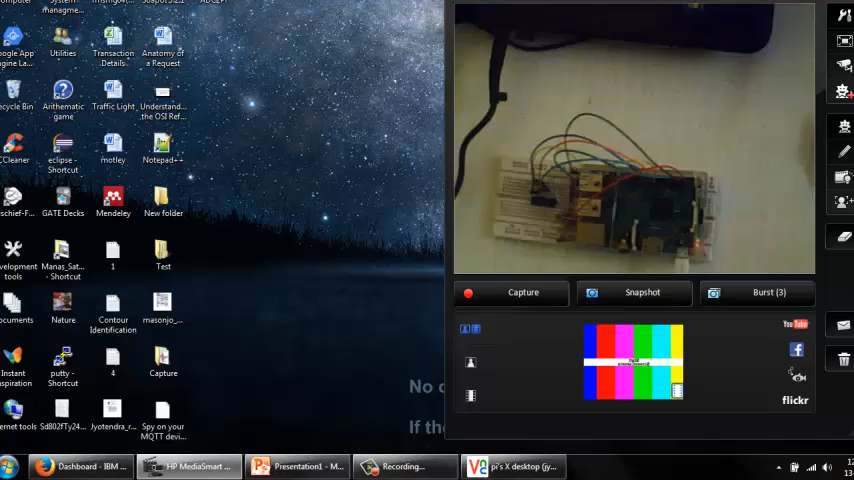 Computer
System - managme...
Google App Engine La...
Utilities
Transaction Details
Anatomy of a Request
Recycle Bin
Arithematic game
Traffic Light
Understand... the OSI Ref...
CCleaner
eclipse - Shortcut
motley
Notepad++
GATE Decks
Mendeley
New folder
Development tools
Manas_Sat... - Shortcut
1
Test
Documents
Nature
Contour Identification
masonjo_...
Instant
putty - Shortcut
4
Capture
Internet tools
Sd802fTy24...
Jyotendra_r...
Spy on your MQTT devi...
No
If the
Capture
Snapshot
Burst (3)
YouTube
flickr
Dashboard - IBM ...
HP MediaSmart ...
Presentation1 - M...
Recording...
pi's X desktop (jy...